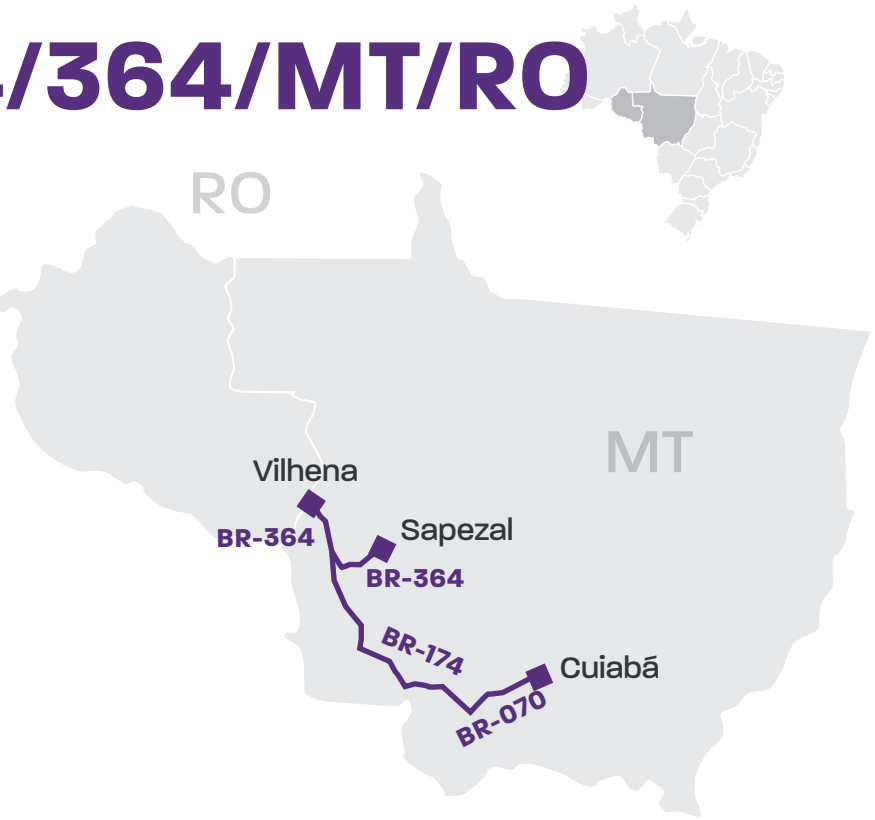 /364/MT/RO
RO
MT
Vilhena
BR-364
Sapezal
BR-364
BR-174
Cuiabá
BR-070